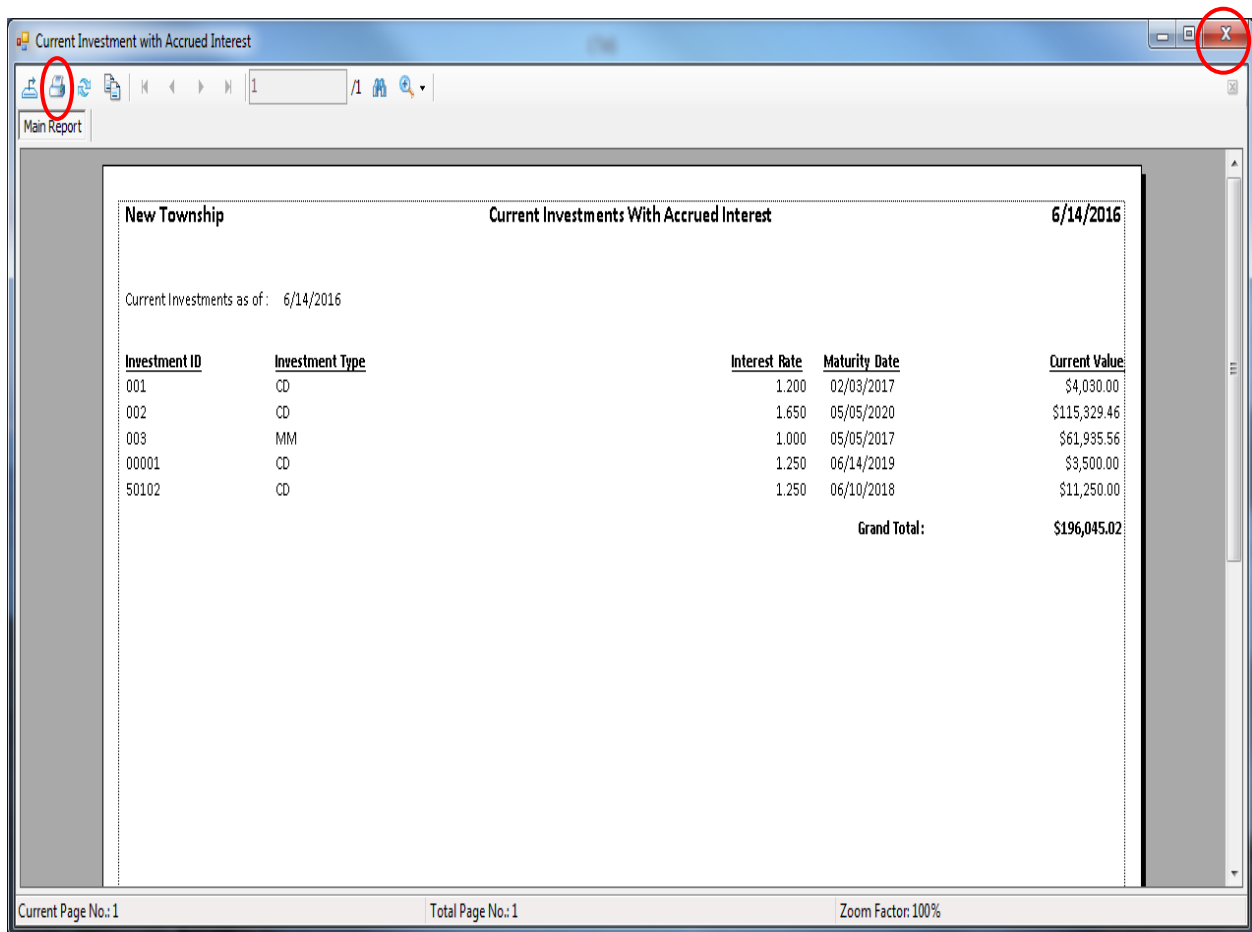 Current Investment with Accrued Interest
X
1 /1
Main Report
New Township Current Investments With Accrued Interest 6/14/2016
Current Investments as of : 6/14/2016
Investment ID Investment Type Interest Rate Maturity Date Current Value
001 CD 1.200 02/03/2017 $4,030.00
002 CD 1.650 05/05/2020 $115,329.46
003 MM 1.000 05/05/2017 $61,935.56
00001 CD 1.250 06/14/2019 $3,500.00
50102 CD 1.250 06/10/2018 $11,250.00
Grand Total: $196,045.02
Current Page No.: 1 Total Page No.: 1 Zoom Factor: 100%